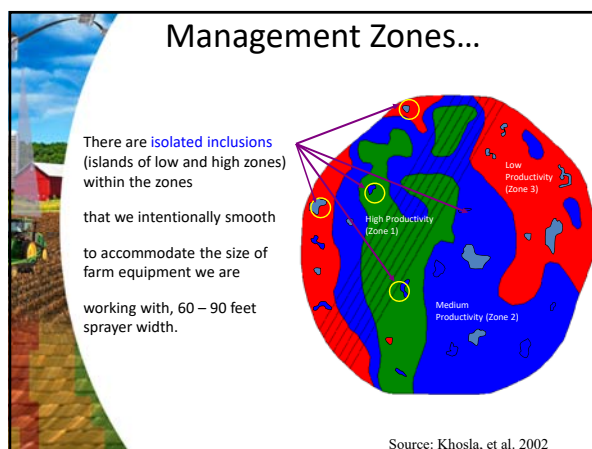 Management Zones…
There are isolated inclusions
(islands of low and high zones)
within the zones
that we intentionally smooth
to accommodate the size of
farm equipment we are
working with, 60 – 90 feet
sprayer width.
Low
Productivity
(Zone 3)
High Productivity
(Zone 1)
Medium
Productivity (Zone 2)
Source: Khosla, et al. 2002